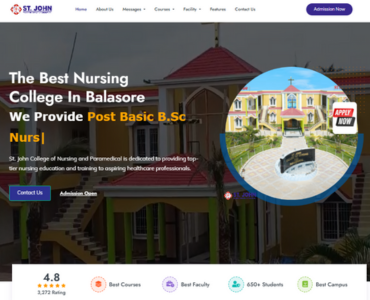 ST. JOHN
Home About Us Messages Courses Facility Features Contact Us
Admission Now
The Best Nursing
College In Balasore
We Provide Post Basic B.Sc
Nurs|
St. John College of Nursing and Paramedical is dedicated to providing top-
tier nursing education and training to aspiring healthcare professionals.
APPLY
NOW
Contact Us Admission Open
4.8
2,272 Rating
Best Courses
Best Faculty
650+ Students
Best Campus